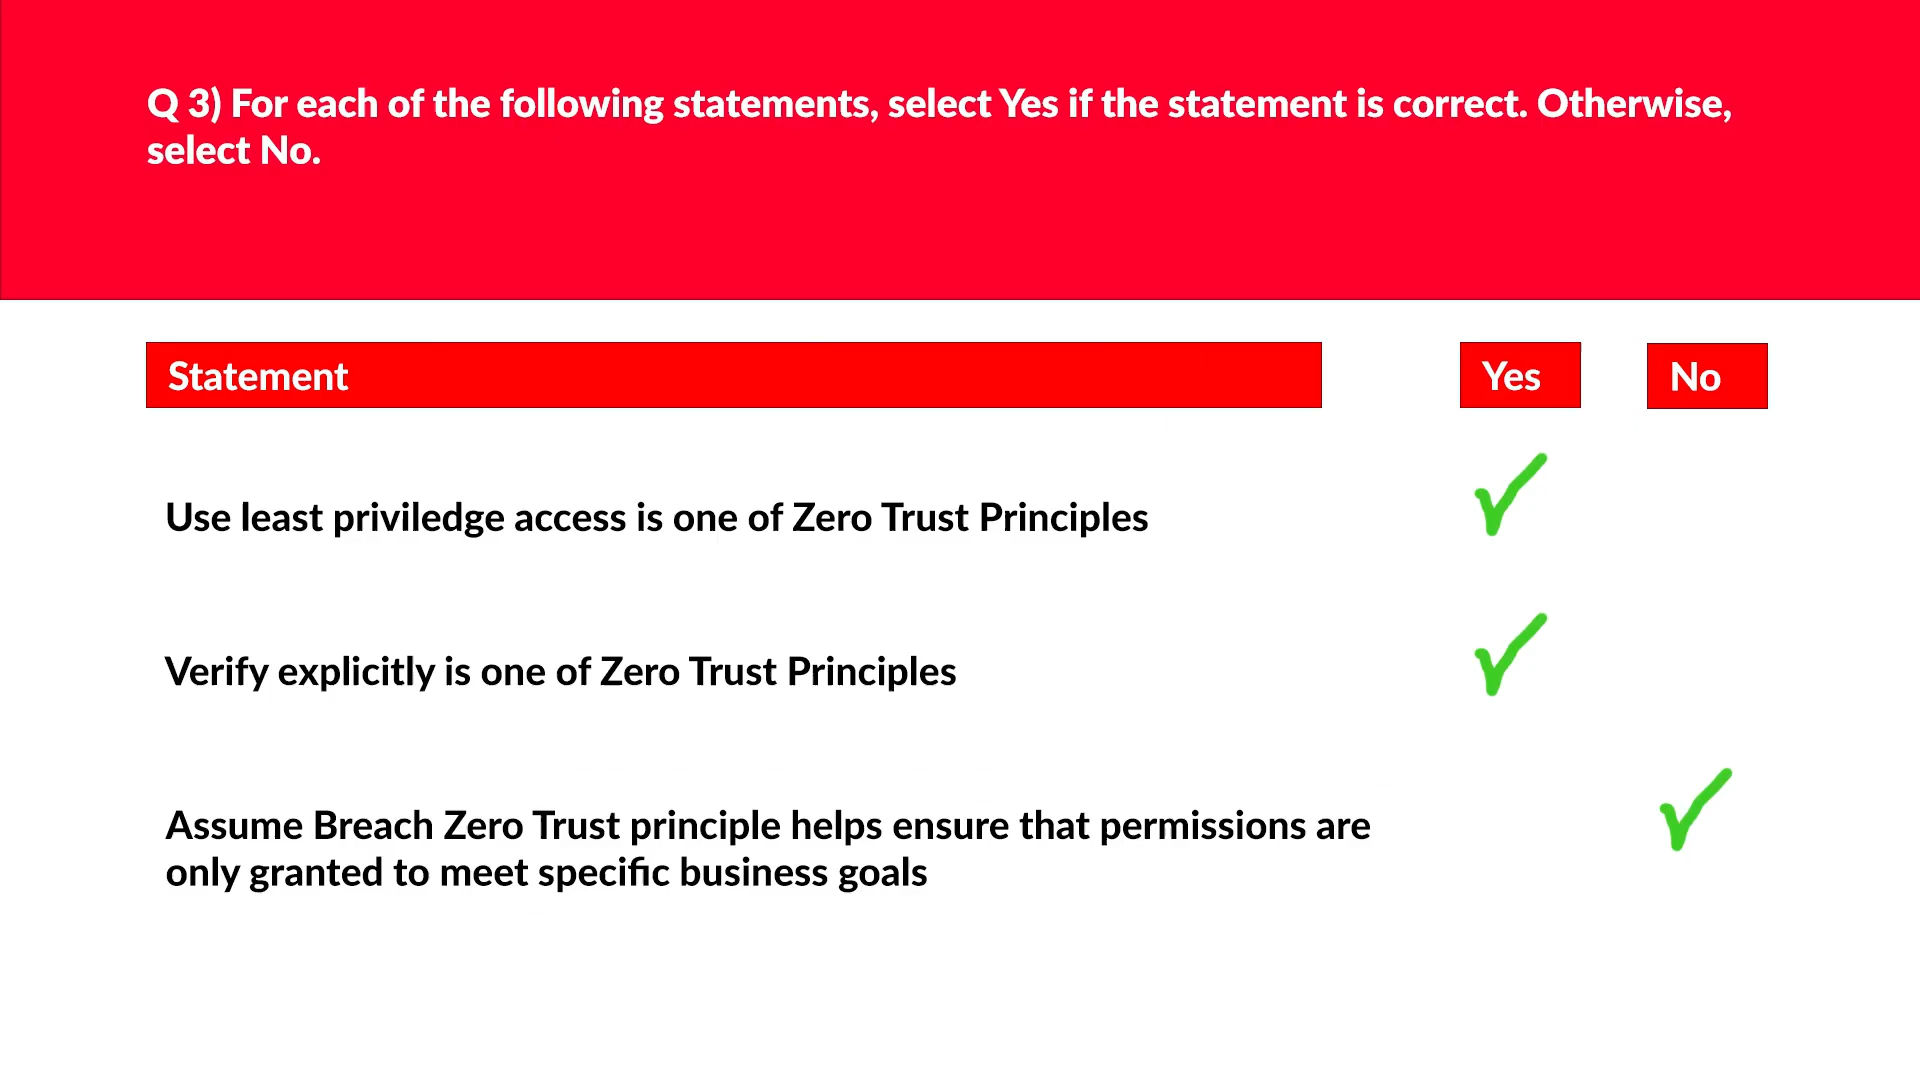 Q 3) For each of the following statements, select Yes if the statement is correct. Otherwise,
select No.
Statement
Yes
No
Use least priviledge access is one of Zero Trust Principles
Verify explicitly is one of Zero Trust Principles
Assume Breach Zero Trust principle helps ensure that permissions are
only granted to meet specific business goals